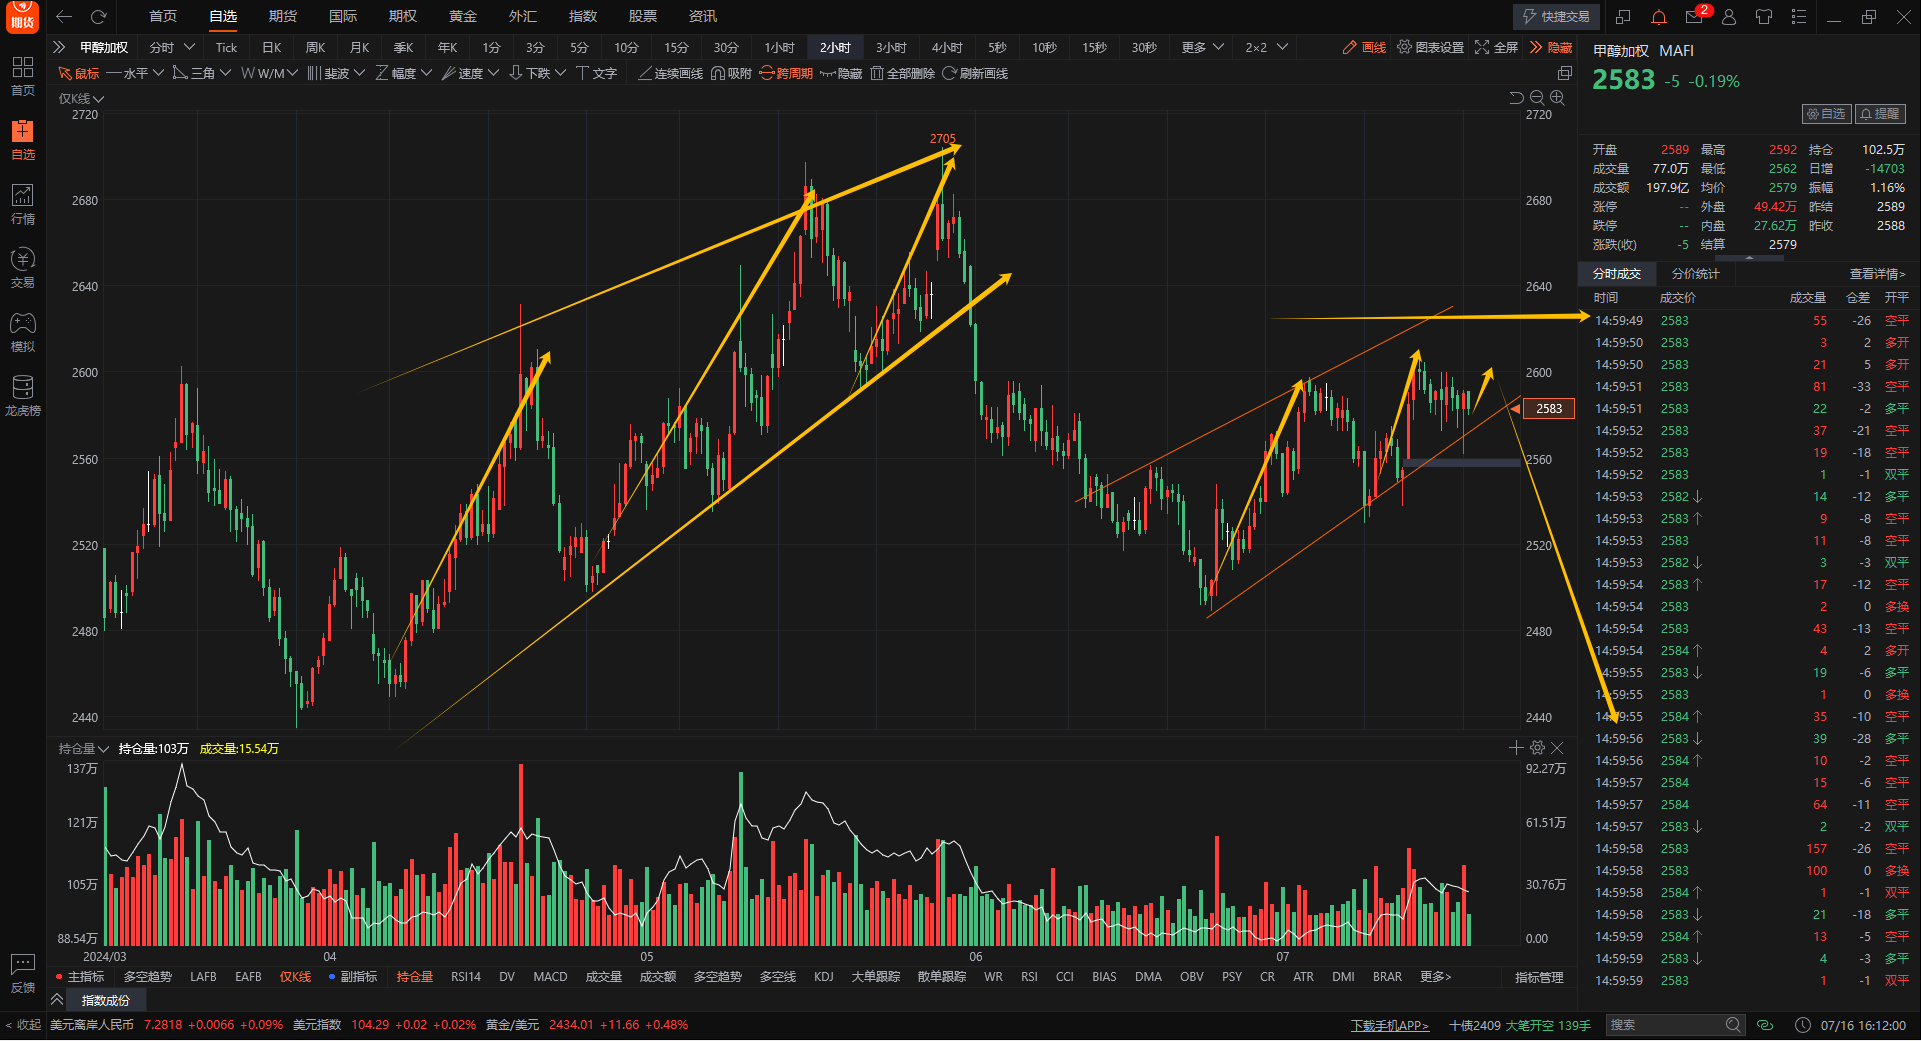 期货 首页 自选 期货 国际 期权 黄金 外汇 指数 股票 资讯 快捷交易 2
甲醇加权 分时 Tick 日K 周K 月K 季K 年K 1分 3分 5分 10分 15分 30分 1小时 2小时 3小时 4小时 5秒 10秒 15秒 30秒 更多 2×2 画线 图表设置 全屏 隐藏
鼠标 水平 三角 W/M 斐波 幅度 速度 下跌 文字 连续画线 吸附 跨周期 隐藏 全部删除 刷新画线
首页
自选
行情
交易
模拟
龙虎榜
反馈
< 收起
仅K线
2720 2720
2680 2680
2640 2640
2600 2600
2560 2560
2520 2520
2480 2480
2440 2440
2705
2583
持仓量 持仓量:103万 成交量:15.54万
137万 92.27万
121万 61.51万
105万 30.76万
88.54万 0.00
2024/03 04 05 06 07
主指标 多空趋势 LAFB EAFB 仅K线 副指标 持仓量 RSI14 DV MACD 成交量 成交额 多空趋势 多空线 KDJ 大单跟踪 散单跟踪 WR RSI CCI BIAS DMA OBV PSY CR ATR DMI BRAR 更多> 指标管理
指数成份
甲醇加权 MAFI
2583 -5 -0.19%
自选 提醒
开盘 2589 最高 2592 持仓 102.5万
成交量 77.0万 最低 2562 日增 -14703
成交额 197.9亿 均价 2579 振幅 1.16%
涨停 -- 外盘 49.42万 昨结 2589
跌停 -- 内盘 27.62万 昨收 2588
涨跌(收) -5 结算 2579
分时成交 分价统计 查看详情>
时间 成交价 成交量 仓差 开平
14:59:49 2583 55 -26 空平
14:59:50 2583 3 2 多开
14:59:50 2583 21 5 多开
14:59:51 2583 81 -33 空平
14:59:51 2583 22 -2 多平
14:59:52 2583 37 -21 空平
14:59:52 2583 19 -18 空平
14:59:52 2583 1 -1 双平
14:59:53 2582↓ 14 -12 多平
14:59:53 2583↑ 9 -8 空平
14:59:53 2583 11 -8 空平
14:59:53 2582↓ 3 -3 双平
14:59:54 2583↑ 17 -12 空平
14:59:54 2583 2 0 多换
14:59:54 2583 43 -13 空平
14:59:54 2584↑ 4 2 多开
14:59:55 2583↓ 19 -6 多平
14:59:55 2583 1 0 多换
14:59:55 2584↑ 35 -10 空平
14:59:56 2583↓ 39 -28 多平
14:59:56 2584↑ 10 -2 空平
14:59:57 2584 15 -6 空平
14:59:57 2584 64 -11 空平
14:59:57 2583↓ 2 -2 双平
14:59:58 2583 157 -26 空平
14:59:58 2583 100 0 多换
14:59:58 2584↑ 1 -1 双平
14:59:58 2583↓ 21 -18 多平
14:59:59 2584↑ 13 -5 空平
14:59:59 2583↓ 4 -3 多平
14:59:59 2583 1 -1 双平
美元离岸人民币 7.2818 +0.0066 +0.09% 美元指数 104.29 +0.02 +0.02% 黄金/美元 2434.01 +11.66 +0.48% 下载手机APP> 十债2409 大笔开空 139手 搜索 07/16 16:12:00